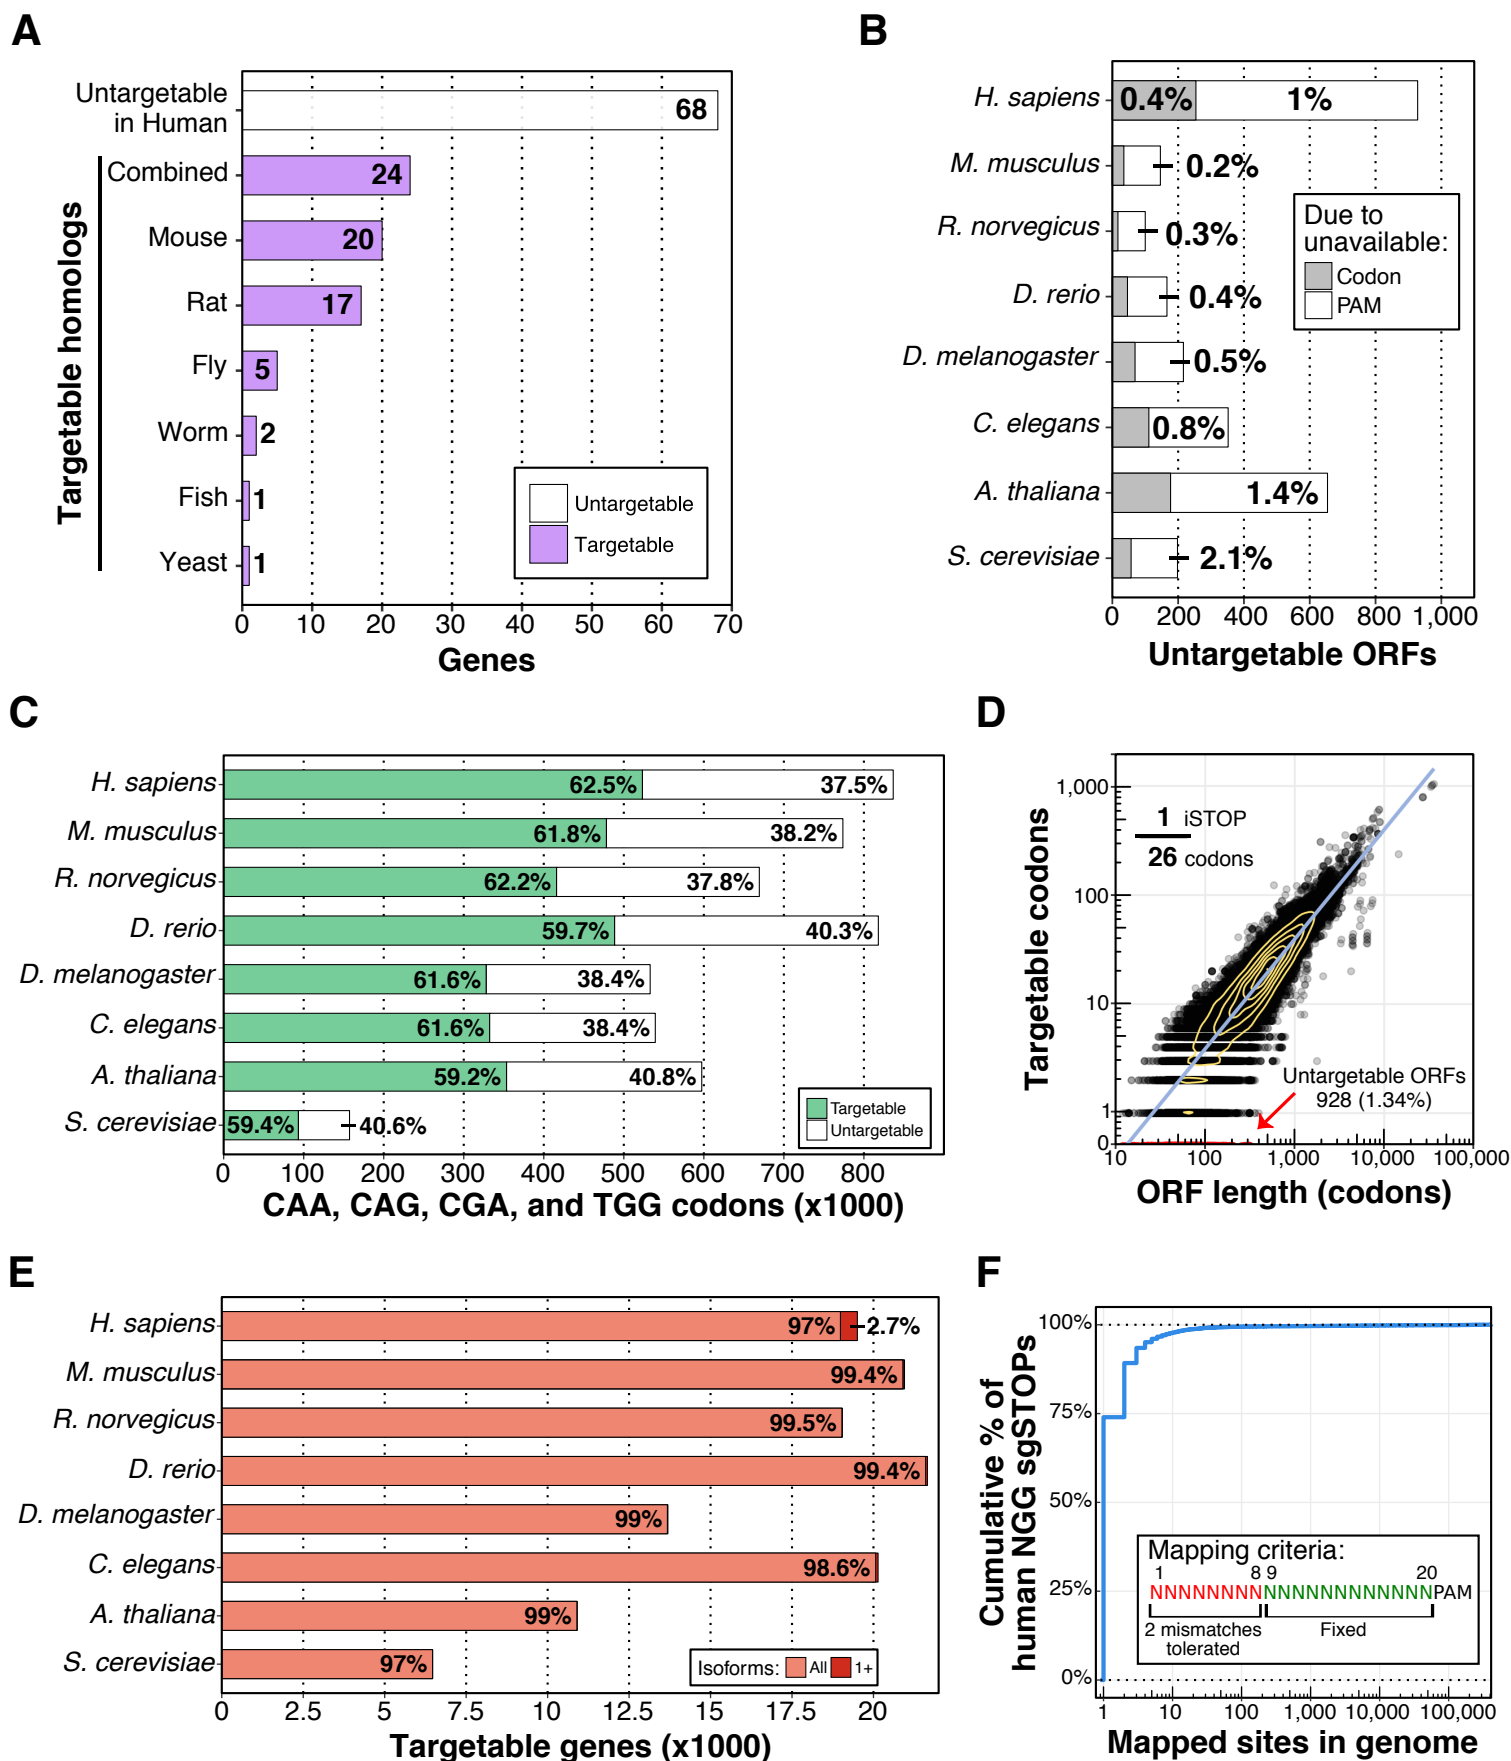 A
Untargetable
in Human
68
Combined
24
Mouse
20
Rat
17
Fly
5
Worm
2
Fish
1
Yeast
1
Targetable homologs
Untargetable
Targetable
0 10 20 30 40 50 60 70
Genes
B
H. sapiens
0.4%
1%
M. musculus
0.2%
R. norvegicus
0.3%
D. rerio
0.4%
D. melanogaster
0.5%
C. elegans
0.8%
A. thaliana
1.4%
S. cerevisiae
2.1%
Due to
unavailable:
Codon
PAM
0 200 400 600 800 1,000
Untargetable ORFs
C
H. sapiens
62.5%
37.5%
M. musculus
61.8%
38.2%
R. norvegicus
62.2%
37.8%
D. rerio
59.7%
40.3%
D. melanogaster
61.6%
38.4%
C. elegans
61.6%
38.4%
A. thaliana
59.2%
40.8%
S. cerevisiae
59.4%
40.6%
Targetable
Untargetable
0 100 200 300 400 500 600 700 800
CAA, CAG, CGA, and TGG codons (x1000)
D
Targetable codons
1,000
100
10
1
0
1 iSTOP
26 codons
Untargetable ORFs
928 (1.34%)
10 100 1,000 10,000 100,000
ORF length (codons)
E
H. sapiens
97%
2.7%
M. musculus
99.4%
R. norvegicus
99.5%
D. rerio
99.4%
D. melanogaster
99%
C. elegans
98.6%
A. thaliana
99%
S. cerevisiae
97%
Isoforms: All 1+
0 2.5 5 7.5 10 12.5 15 17.5 20
Targetable genes (x1000)
F
Cumulative % of
human NGG sgSTOPs
100%
75%
50%
25%
0%
Mapping criteria:
1 8 9 20
NNNNNNNNNNNNNNNNNNNNPAM
2 mismatches
tolerated
Fixed
1 10 100 1,000 10,000 100,000
Mapped sites in genome